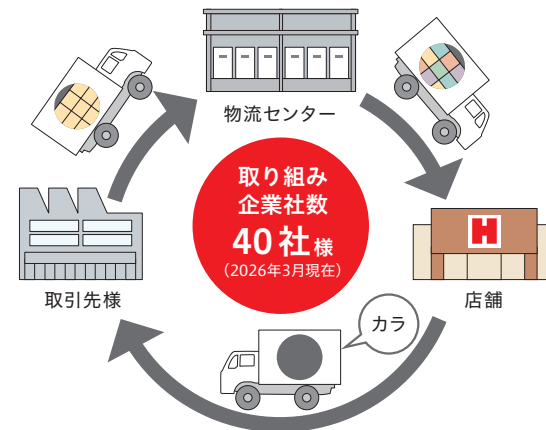 物流センター
取り組み
企業社数
40社様
(2026年3月現在)
H
取引先様
店舗
カラ